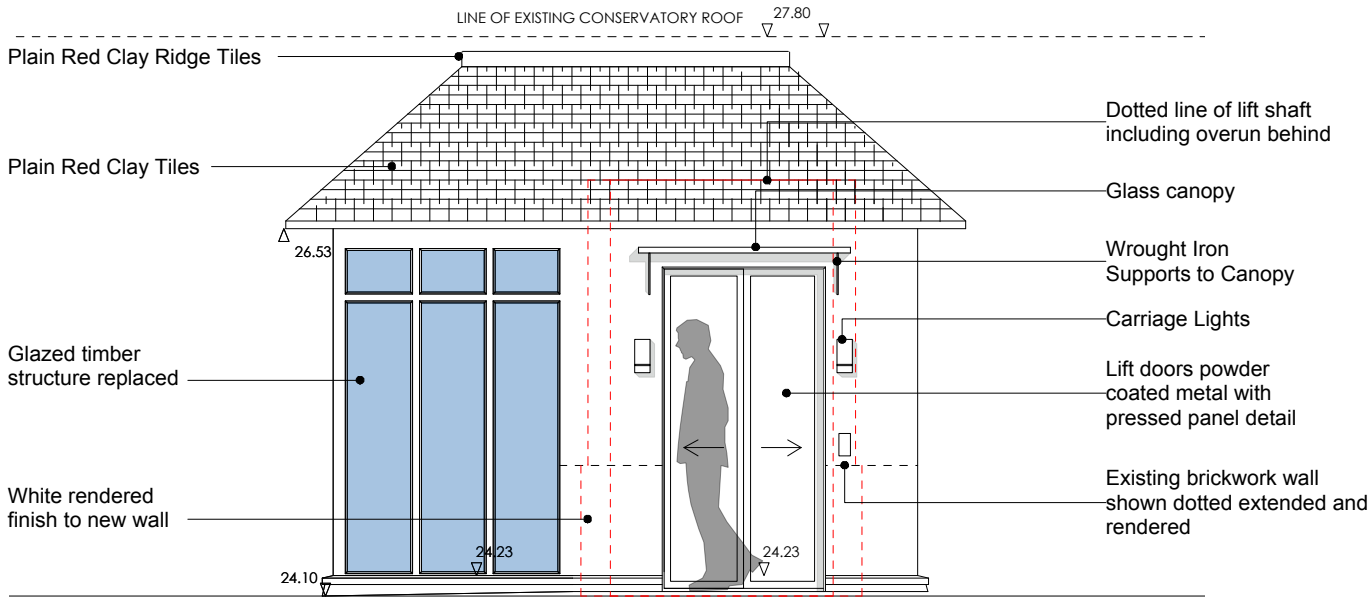 LINE OF EXISTING CONSERVATORY ROOF
27.80
Plain Red Clay Ridge Tiles
Plain Red Clay Tiles
26.53
Glazed timber
structure replaced
White rendered
finish to new wall
24.10
24.23
24.23
Dotted line of lift shaft
including overun behind
Glass canopy
Wrought Iron
Supports to Canopy
Carriage Lights
Lift doors powder
coated metal with
pressed panel detail
Existing brickwork wall
shown dotted extended and
rendered